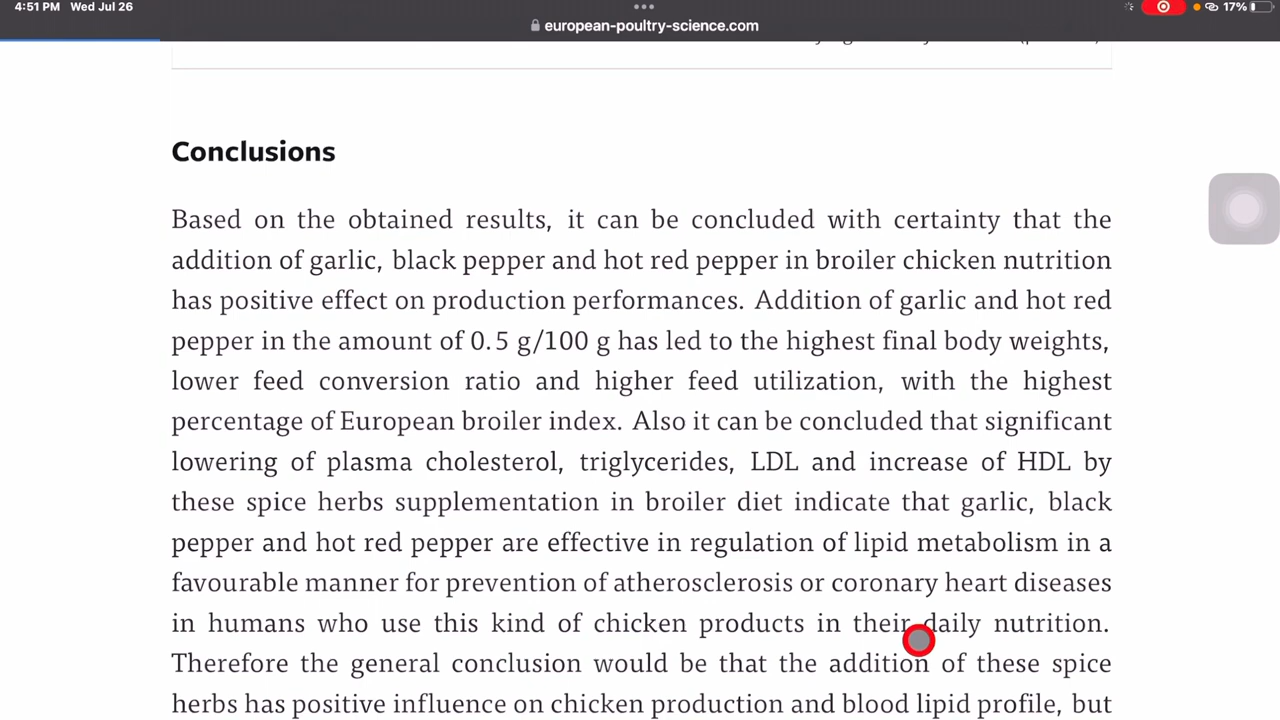 4:51 PM Wed Jul 26
17%
european-poultry-science.com
Conclusions
Based on the obtained results, it can be concluded with certainty that the
addition of garlic, black pepper and hot red pepper in broiler chicken nutrition
has positive effect on production performances. Addition of garlic and hot red
pepper in the amount of 0.5 g/100 g has led to the highest final body weights,
lower feed conversion ratio and higher feed utilization, with the highest
percentage of European broiler index. Also it can be concluded that significant
lowering of plasma cholesterol, triglycerides, LDL and increase of HDL by
these spice herbs supplementation in broiler diet indicate that garlic, black
pepper and hot red pepper are effective in regulation of lipid metabolism in a
favourable manner for prevention of atherosclerosis or coronary heart diseases
in humans who use this kind of chicken products in their daily nutrition.
Therefore the general conclusion would be that the addition of these spice
herbs has positive influence on chicken production and blood lipid profile, but